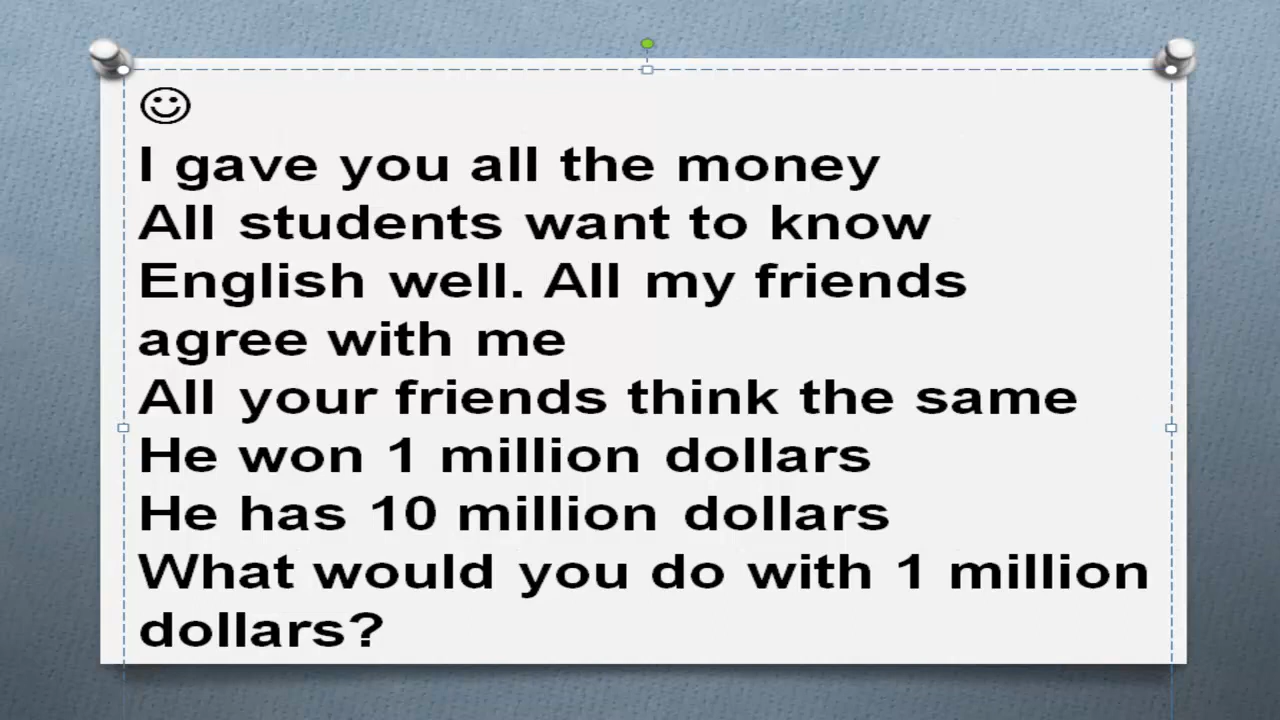 ☺
I gave you all the money
All students want to know
English well. All my friends
agree with me
All your friends think the same
He won 1 million dollars
He has 10 million dollars
What would you do with 1 million
dollars?